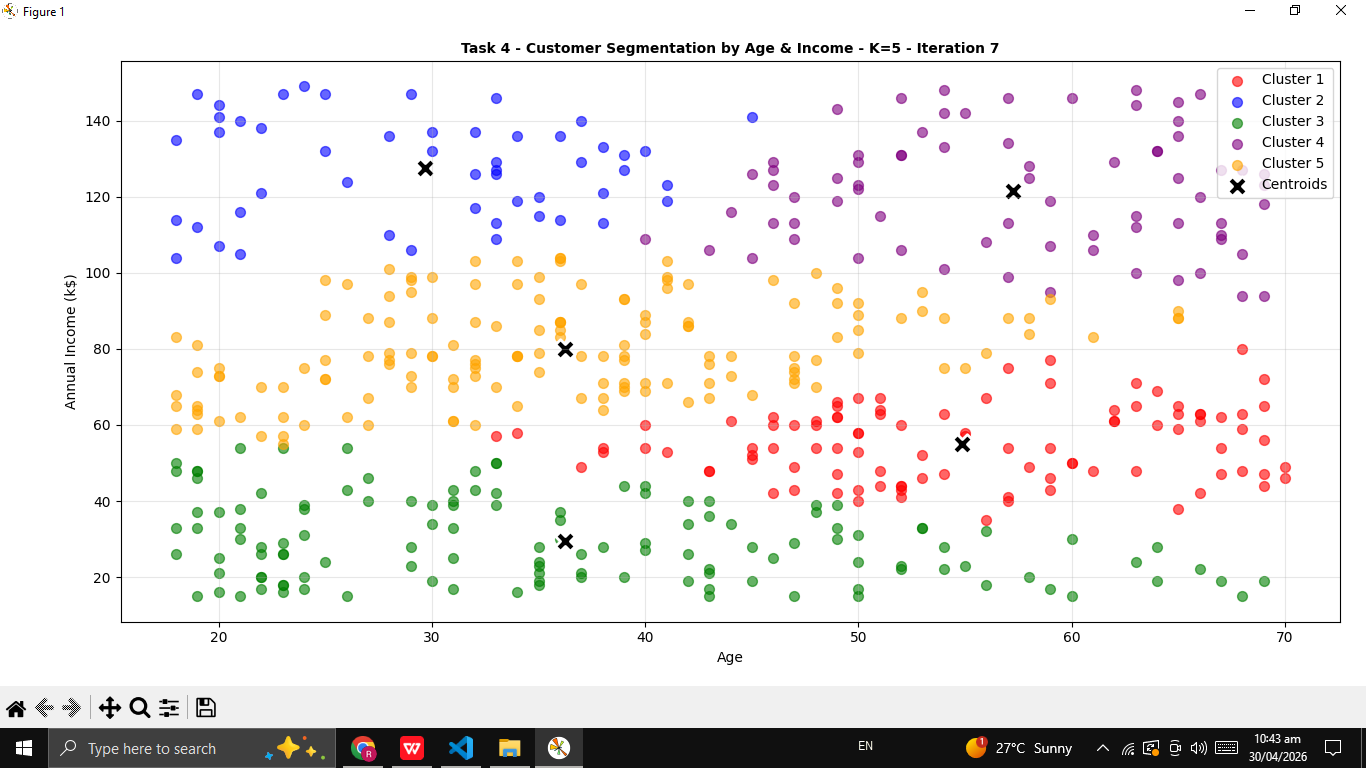 Figure 1
Task 4 - Customer Segmentation by Age & Income - K=5 - Iteration 7
Cluster 1
Cluster 2
Cluster 3
Cluster 4
Cluster 5
Centroids
Annual Income (k$)
140
120
100
80
60
40
20
20 30 40 50 60 70
Age
Type here to search
R
W
EN
1
27°C Sunny
10:43 am
30/04/2026